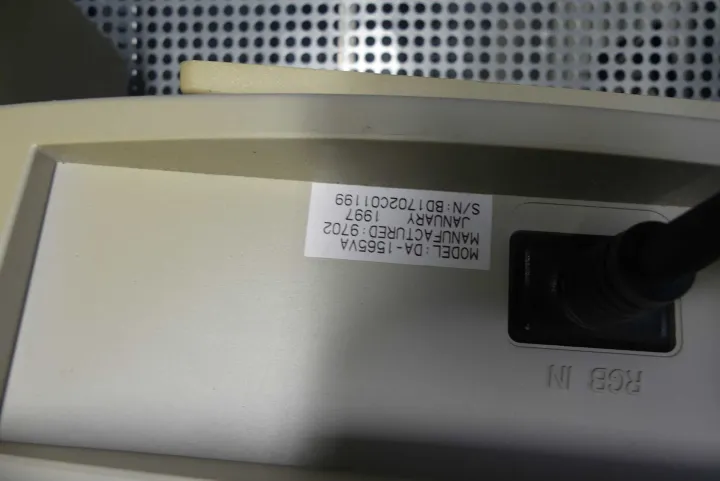 MODEL:DA-1565VA
MANUFACTURED:9702
JANUARY 1997
S/N:BD1702C01199
RGB IN